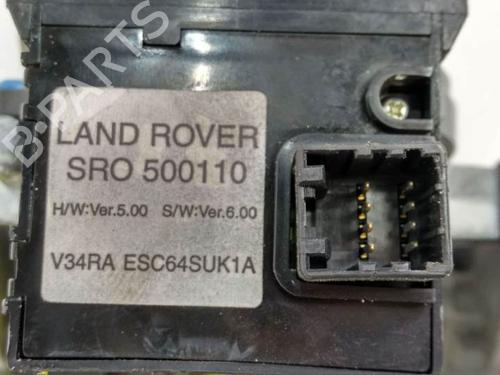 LAND ROVER
SRO 500110
H/W:Ver.5.00 S/W:Ver.6.00
V34RA ESC64SUK1A
B-PARTS